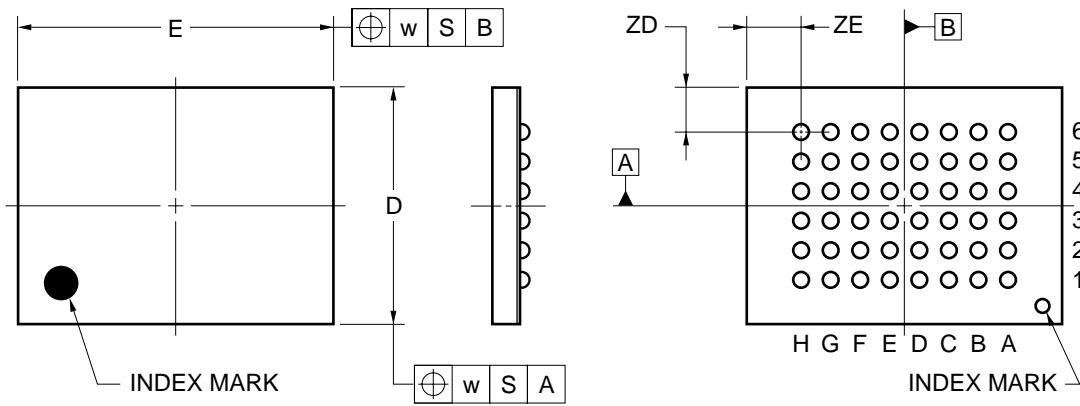 E
w S B
D
INDEX MARK
w S A
ZD
ZE
B
A
6
5
4
3
2
1
H G F E D C B A
INDEX MARK